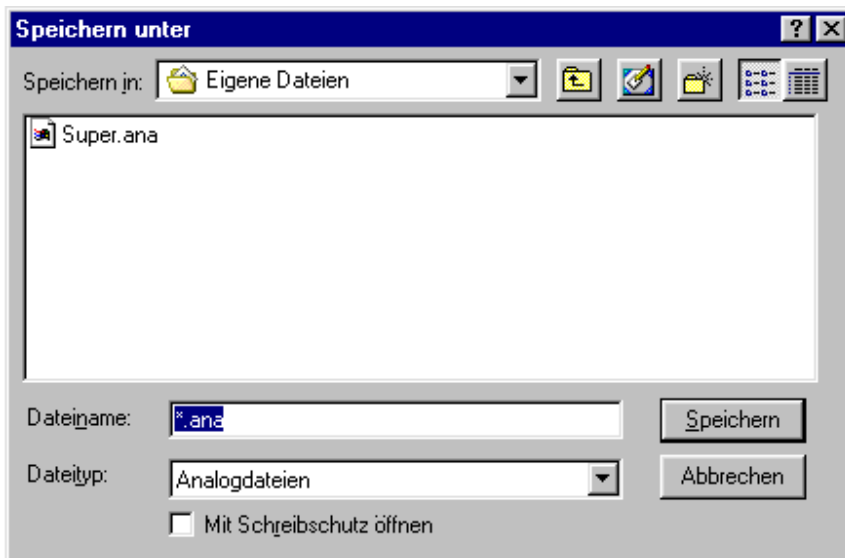 Speichern unter
Speichern in: Eigene Dateien
Super.ana
Dateiname: *.ana Speichern
Dateityp: Analogdateien Abbrechen
Mit Schreibschutz öffnen